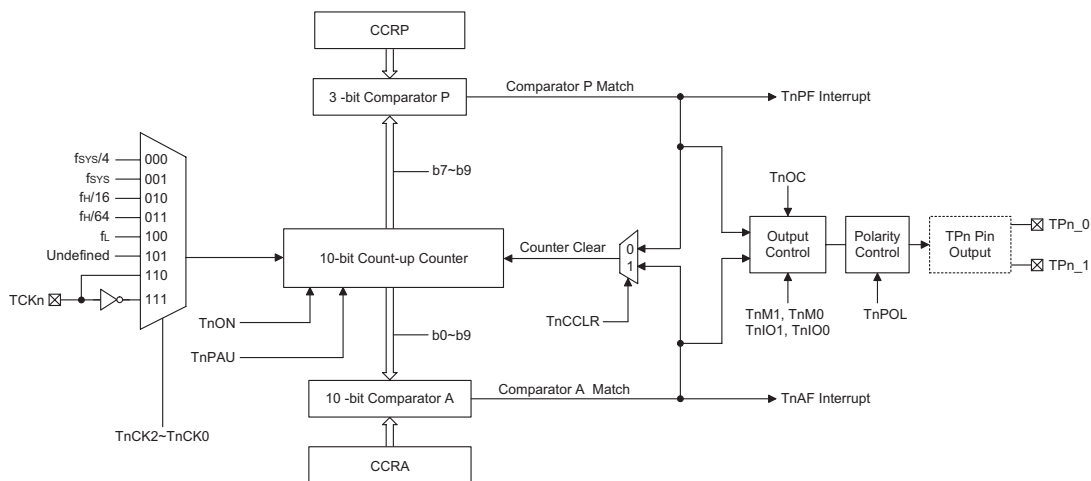 CCRP
3 -bit Comparator P
Comparator P Match
TnPF Interrupt
b7~b9
fSYS/4
000
fSYS
001
fH/16
010
fH/64
011
fL
100
Undefined
101
110
TCKn
111
10-bit Count-up Counter
Counter Clear
0
1
TnOC
Output
Control
Polarity
Control
TPn Pin
Output
TPn_0
TPn_1
TnON
TnPAU
b0~b9
TnCCLR
TnM1, TnM0
TnIO1, TnIO0
TnPOL
10 -bit Comparator A
Comparator A  Match
TnAF Interrupt
TnCK2~TnCK0
CCRA